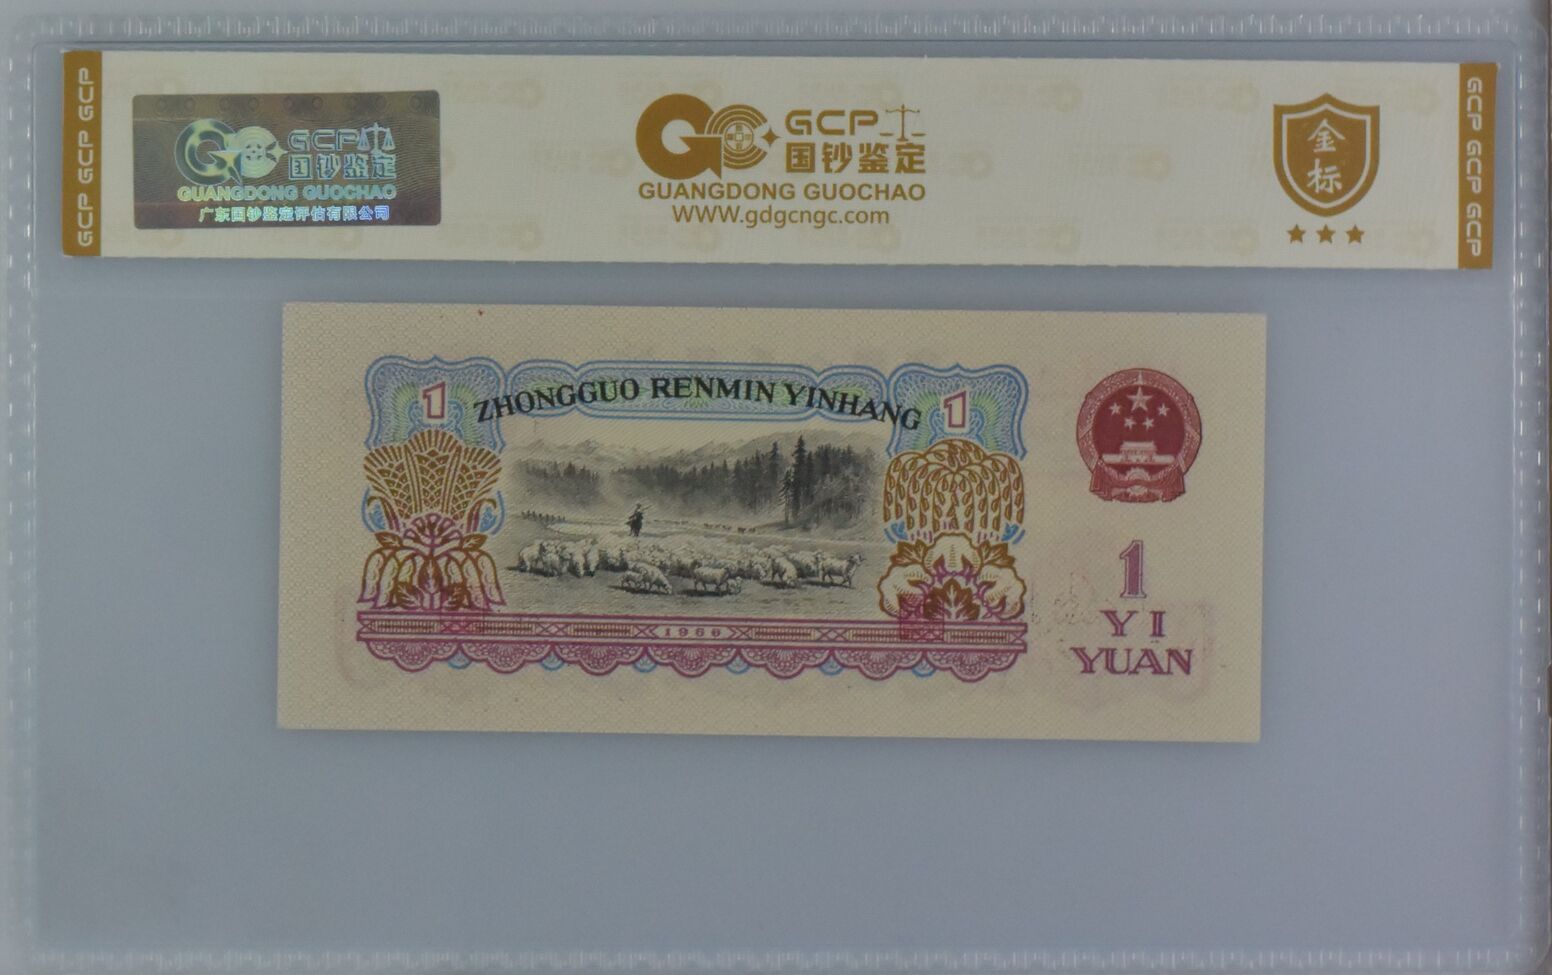 GCP GCP GCP
GCP
国钞鉴定
GUANGDONG GUOCHAO
广东国钞鉴定评估有限公司
GCP
国钞鉴定
GUANGDONG GUOCHAO
WWW.gdgcngc.com
金
标
GCP GCP GCP
1
ZHONGGUO RENMIN YINHANG
1
1960
1
YI
YUAN